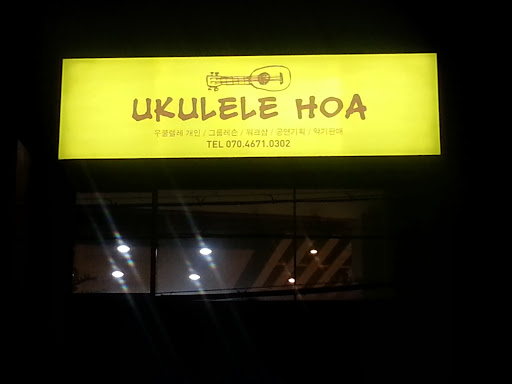 UKULELE HOA
우쿨렐레 개인 / 그룹레슨 / 워크샵 / 공연기획 / 악기판매
TEL 070.4671.0302